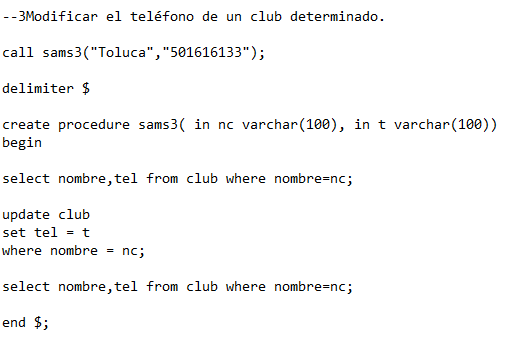 --3Modificar el teléfono de un club determinado.
call sams3("Toluca","501616133");
delimiter $
create procedure sams3( in nc varchar(100), in t varchar(100))
begin
select nombre,tel from club where nombre=nc;
update club
set tel = t
where nombre = nc;
select nombre,tel from club where nombre=nc;
end $;